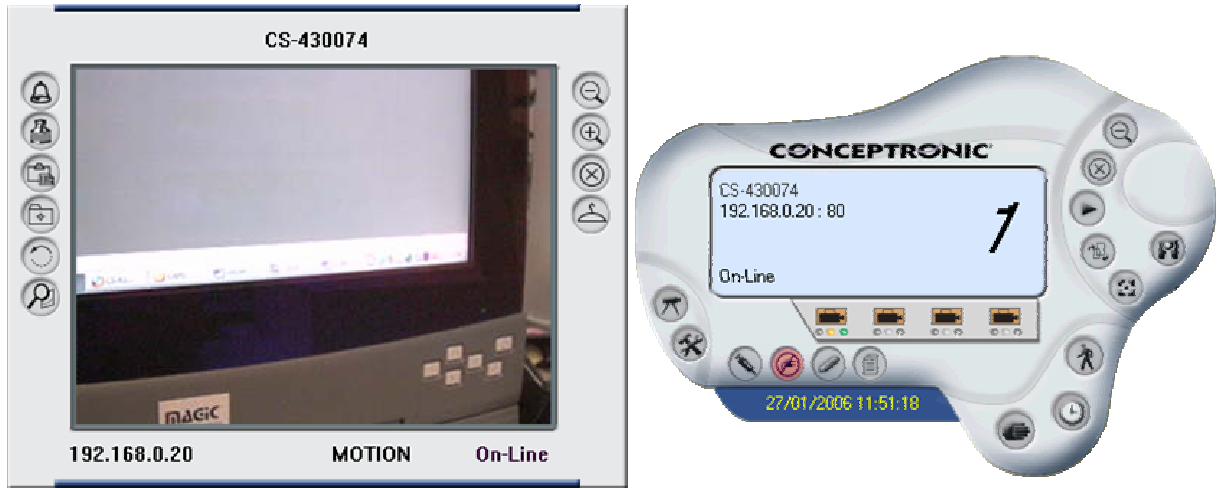 CS-430074
MAGIC
192.168.0.20 MOTION On-Line
CONCEPTRONIC
CS-430074
192.168.0.20 : 80
1
On-Line
27/01/2006 11:51:18